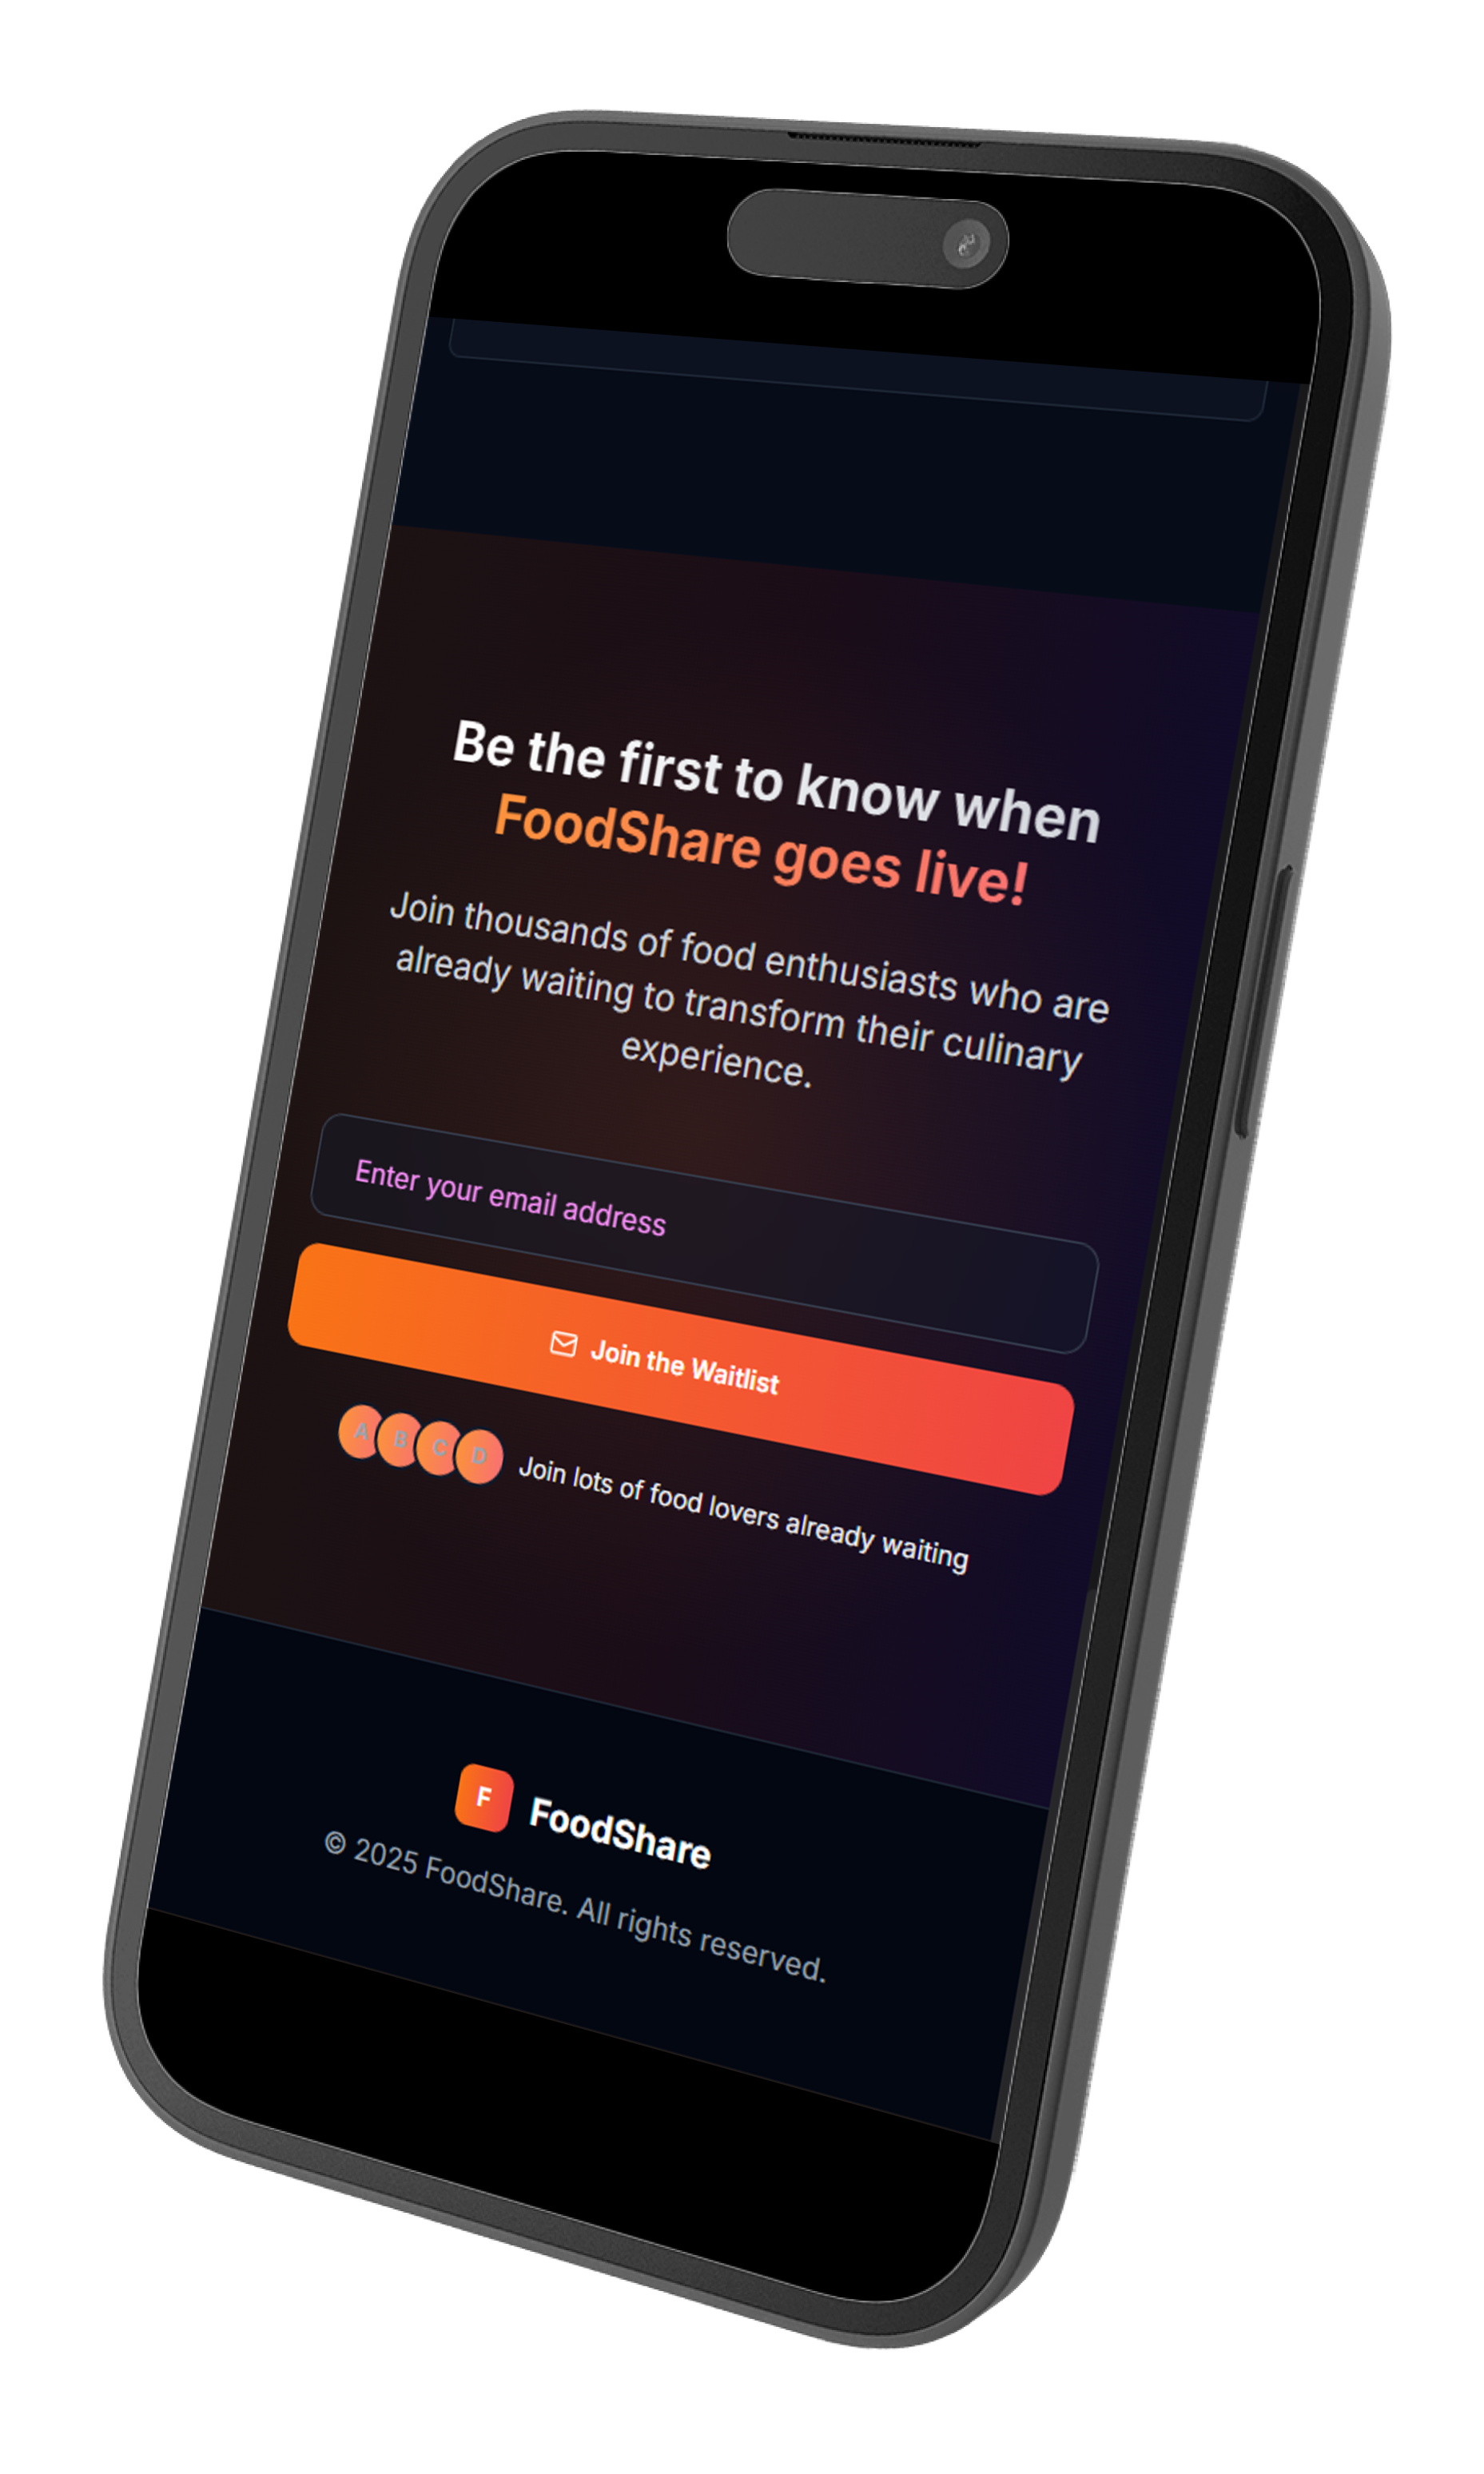 Be the first to know when
FoodShare goes live!
Join thousands of food enthusiasts who are
already waiting to transform their culinary
experience.
Enter your email address
Join the Waitlist
A B C D Join lots of food lovers already waiting
F FoodShare
© 2025 FoodShare. All rights reserved.